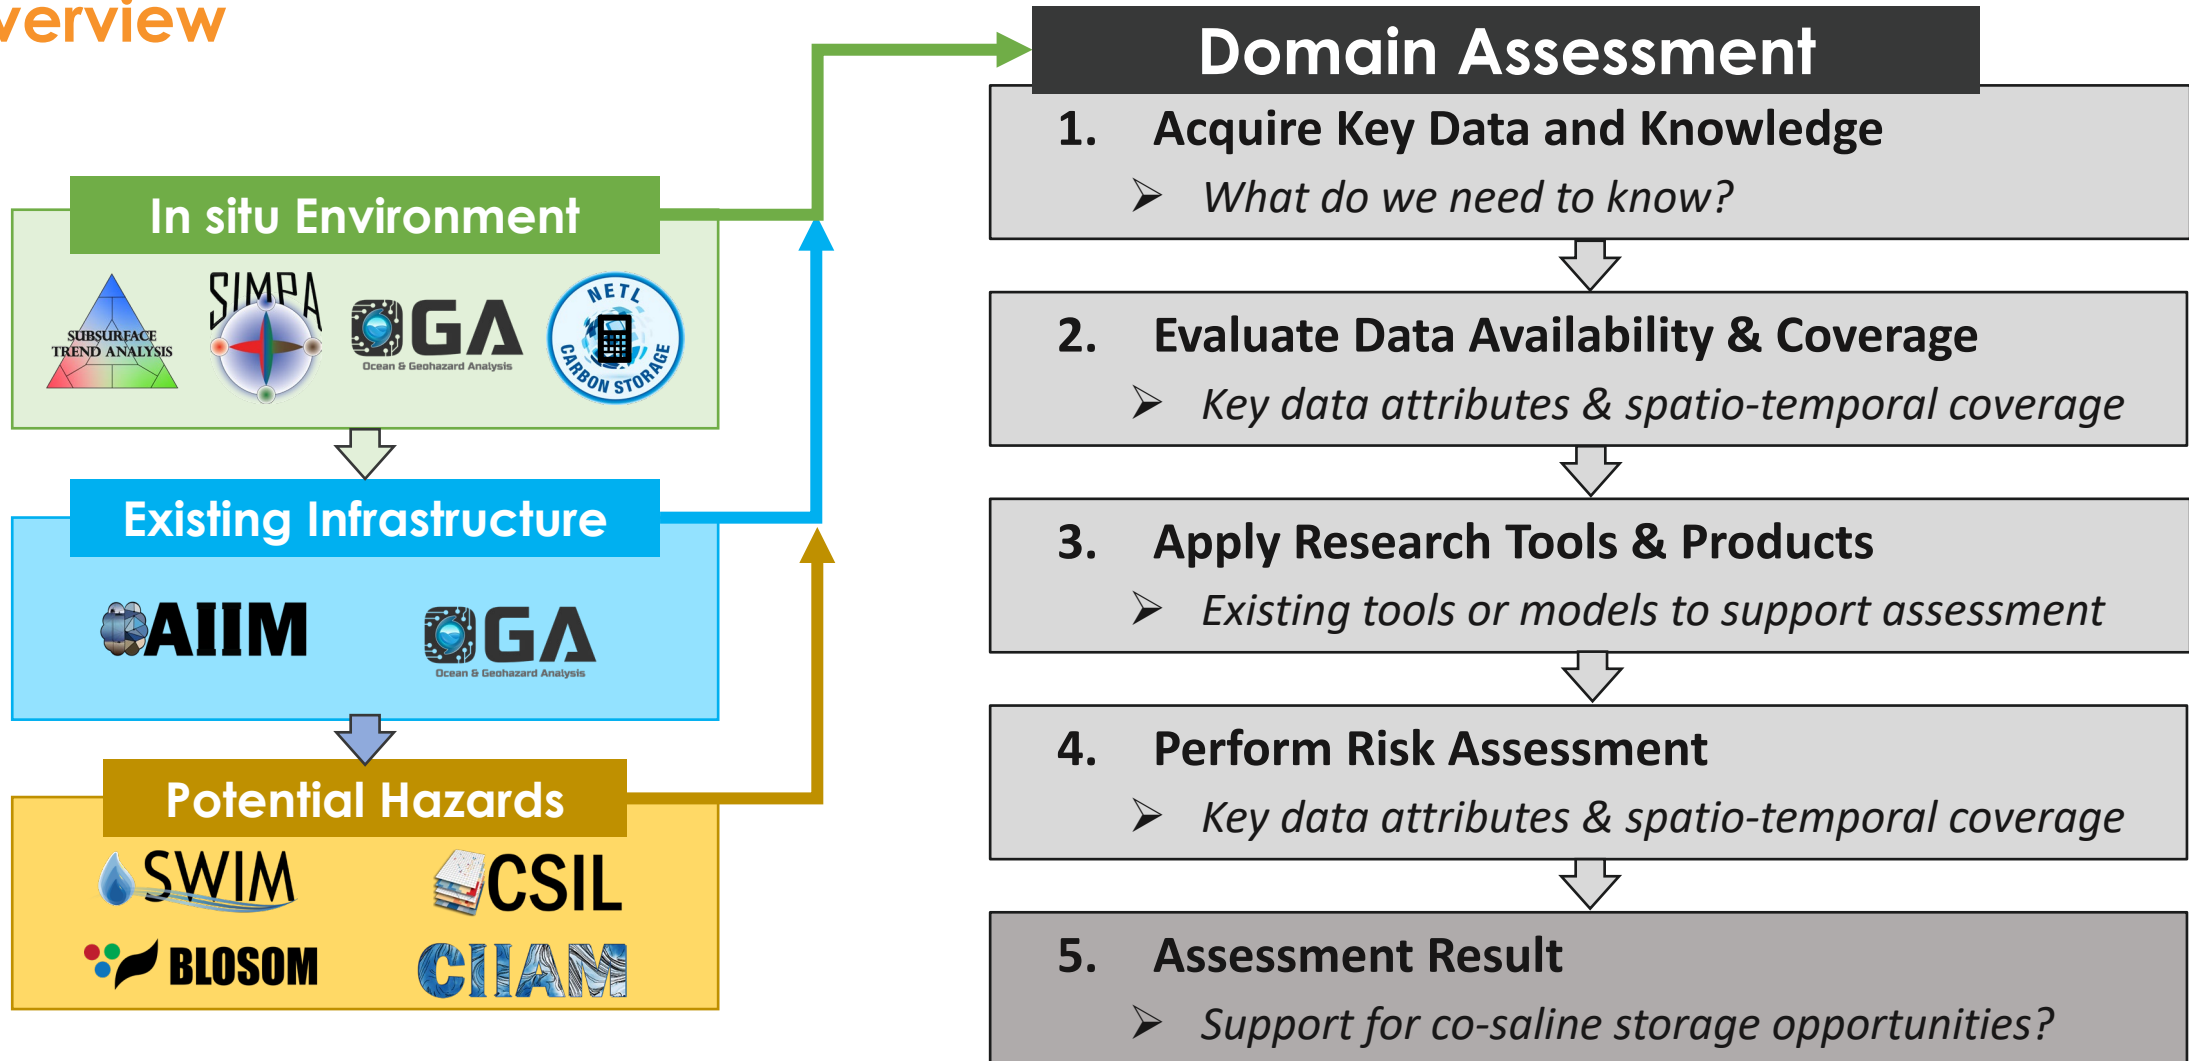 verview
In situ Environment
SUBSURFACE
TREND ANALYSIS
SIMPA
OGA
Ocean & Geohazard Analysis
NETL
CARBON STORAGE
Existing Infrastructure
AIIM
OGA
Ocean & Geohazard Analysis
Potential Hazards
SWIM
CSIL
BLOSOM
CIIAM
Domain Assessment
1. Acquire Key Data and Knowledge
➢ What do we need to know?
2. Evaluate Data Availability & Coverage
➢ Key data attributes & spatio-temporal coverage
3. Apply Research Tools & Products
➢ Existing tools or models to support assessment
4. Perform Risk Assessment
➢ Key data attributes & spatio-temporal coverage
5. Assessment Result
➢ Support for co-saline storage opportunities?